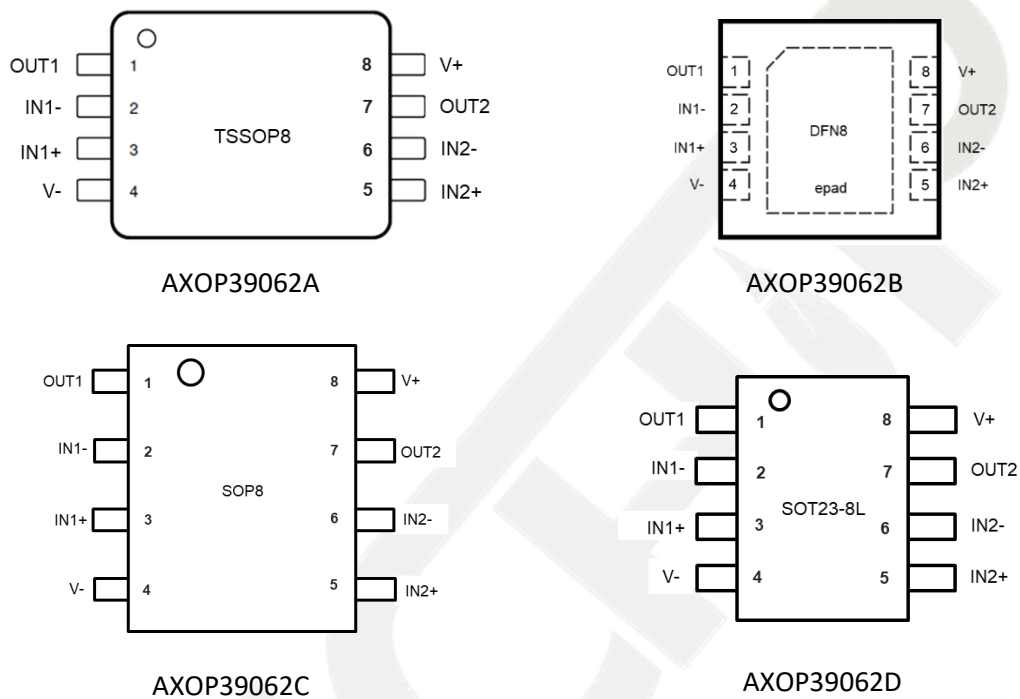 OUT1 1 8 V+
IN1- 2 7 OUT2
TSSOP8
IN1+ 3 6 IN2-
V- 4 5 IN2+
AXOP39062A
OUT1 1 8 V+
IN1- 2 7 OUT2
DFN8
IN1+ 3 6 IN2-
V- 4 5 IN2+
epad
AXOP39062B
OUT1 1 8 V+
IN1- 2 7 OUT2
SOP8
IN1+ 3 6 IN2-
V- 4 5 IN2+
AXOP39062C
OUT1 1 8 V+
IN1- 2 7 OUT2
SOT23-8L
IN1+ 3 6 IN2-
V- 4 5 IN2+
AXOP39062D